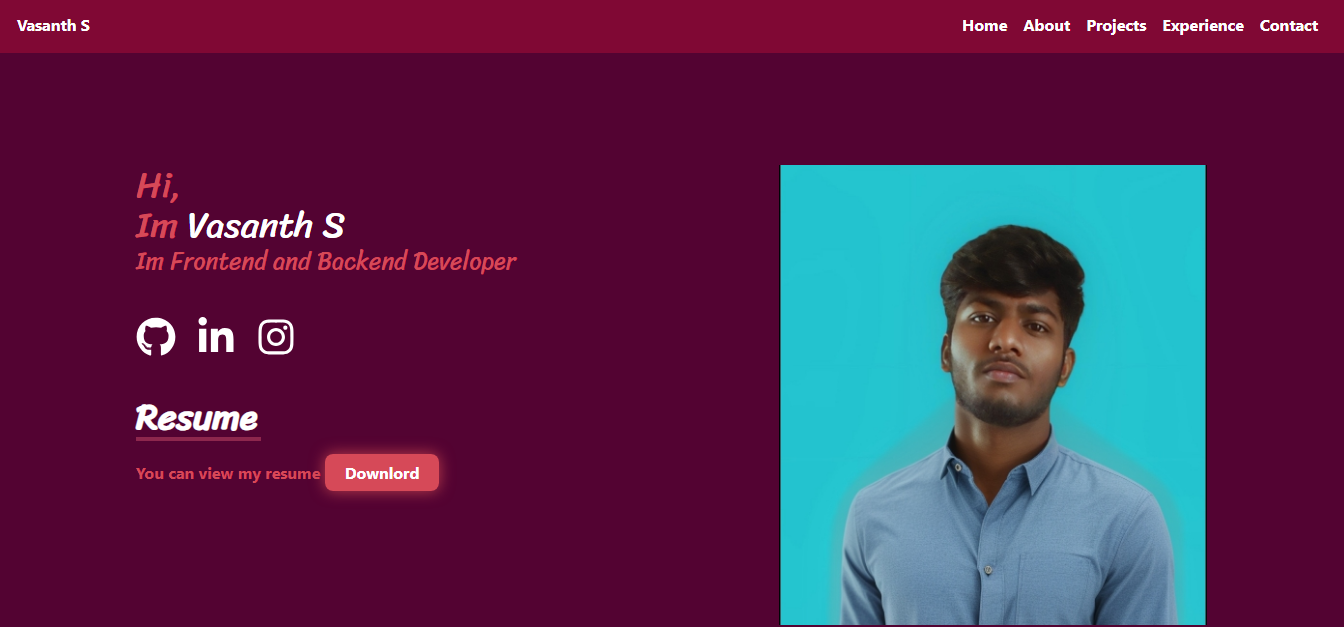 Vasanth S
Home About Projects Experience Contact
Hi,
Im Vasanth S
Im Frontend and Backend Developer
in
Resume
You can view my resume Downlord